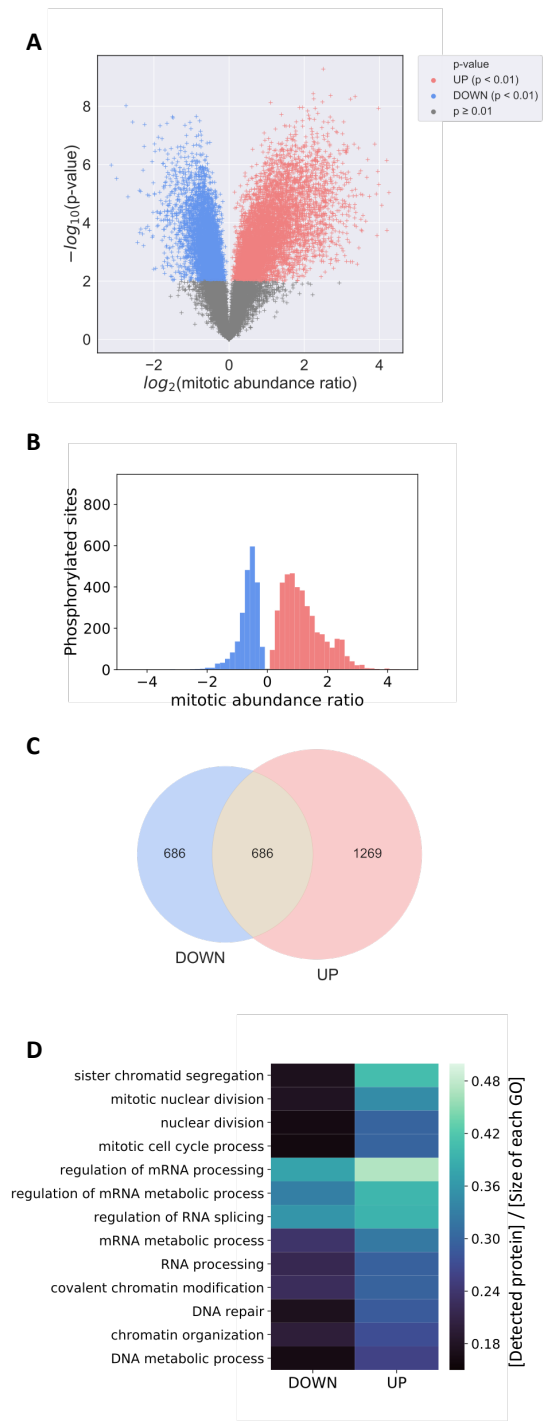 A
p-value
UP (p < 0.01)
DOWN (p < 0.01)
p ≥ 0.01
−log10(p-value)
8
6
4
2
0
−2 0 2 4
log2(mitotic abundance ratio)
B
Phosphorylated sites
800
600
400
200
0
−4 −2 0 2 4
mitotic abundance ratio
C
686 686 1269
DOWN
UP
D
sister chromatid segregation
mitotic nuclear division
nuclear division
mitotic cell cycle process
regulation of mRNA processing
regulation of mRNA metabolic process
regulation of RNA splicing
mRNA metabolic process
RNA processing
covalent chromatin modification
DNA repair
chromatin organization
DNA metabolic process
DOWN UP
0.48
0.42
0.36
0.30
0.24
0.18
[Detected protein] / [Size of each GO]